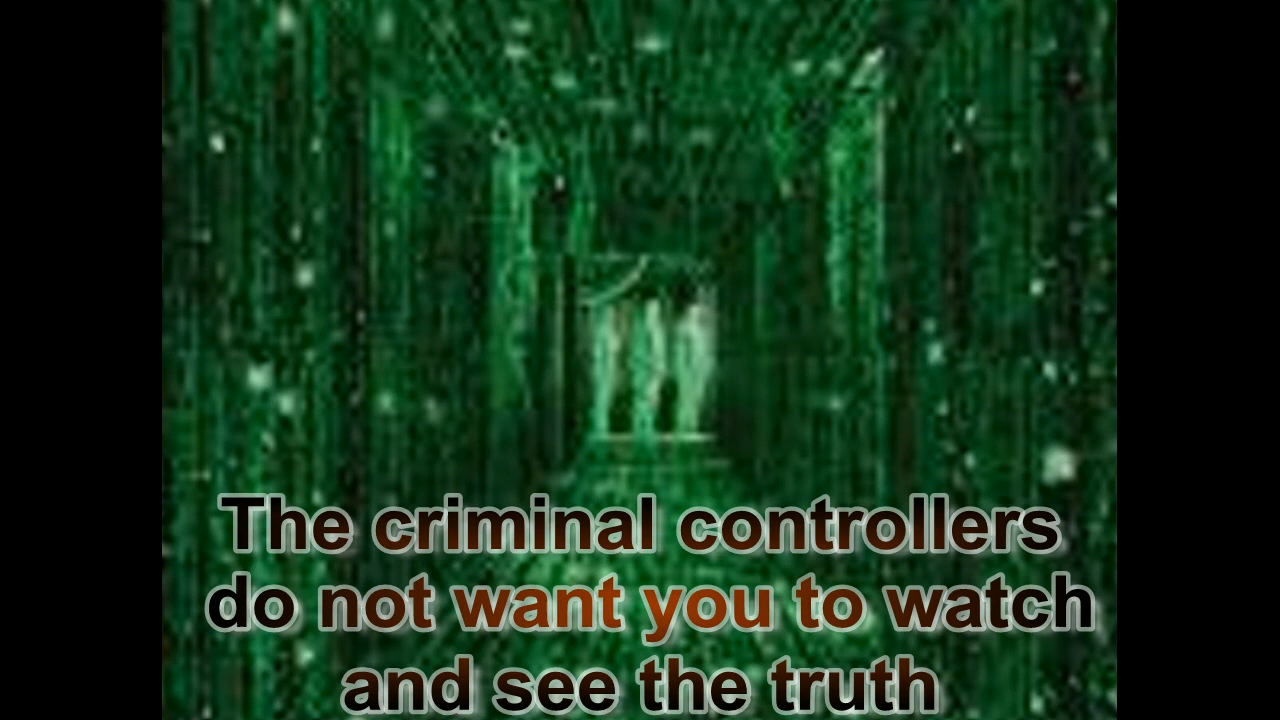 The criminal controllers
do not want you to watch
and see the truth